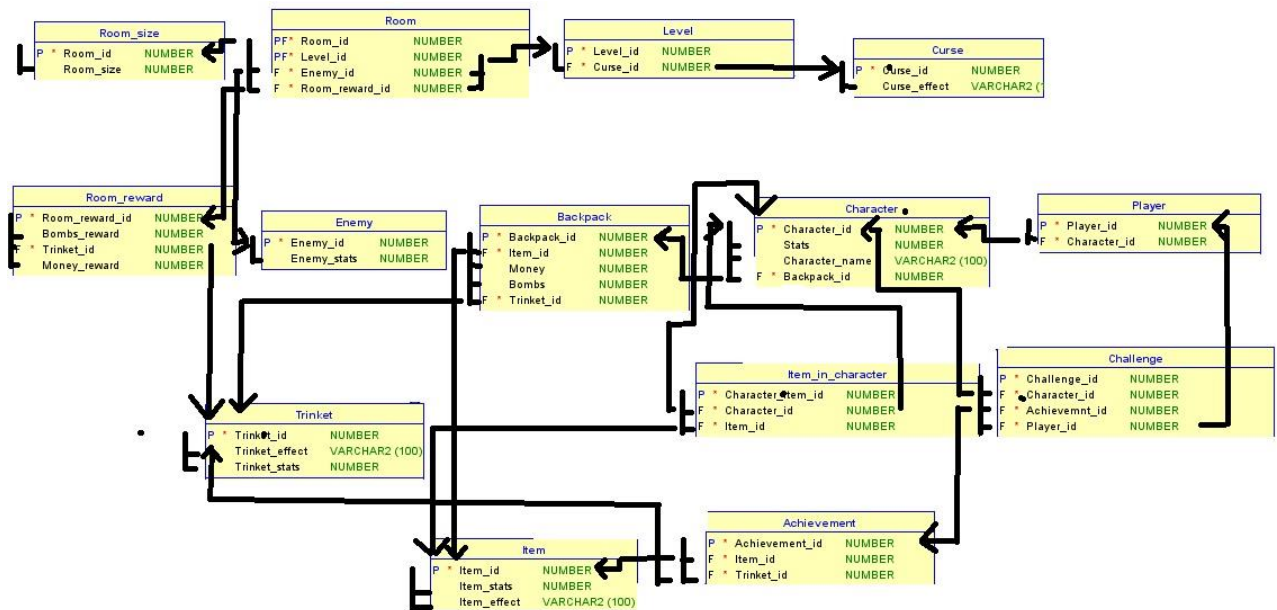 Room_size
P * Room_id NUMBER
Room_size NUMBER
Room
PF* Room_id NUMBER
PF* Level_id NUMBER
F * Enemy_id NUMBER
F * Room_reward_id NUMBER
Level
P * Level_id NUMBER
F * Curse_id NUMBER
Curse
P * Curse_id NUMBER
Curse_effect VARCHAR2 (
Room_reward
P * Room_reward_id NUMBER
Bombs_reward NUMBER
F * Trinket_id NUMBER
Money_reward NUMBER
Enemy
P * Enemy_id NUMBER
Enemy_stats NUMBER
Backpack
P * Backpack_id NUMBER
F * Item_id NUMBER
Money NUMBER
Bombs NUMBER
F * Trinket_id NUMBER
Character
P * Character_id NUMBER
Stats NUMBER
Character_name VARCHAR2 (100)
F * Backpack_id NUMBER
Player
P * Player_id NUMBER
F * Character_id NUMBER
Trinket
P * Trinket_id NUMBER
Trinket_effect VARCHAR2 (100)
Trinket_stats NUMBER
Item_in_character
P * Character_Item_id NUMBER
F * Character_id NUMBER
F * Item_id NUMBER
Challenge
P * Challenge_id NUMBER
F * Character_id NUMBER
F * Achievemnt_id NUMBER
F * Player_id NUMBER
Item
P * Item_id NUMBER
Item_stats NUMBER
Item_effect VARCHAR2 (100)
Achievement
P * Achievement_id NUMBER
F * Item_id NUMBER
F * Trinket_id NUMBER